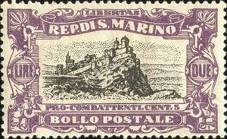 LIBERTAS
REP. DI S. MARINO
LIRE DUE
PRO-COMBATTENTI, CENT. 5
BOLLO POSTALE